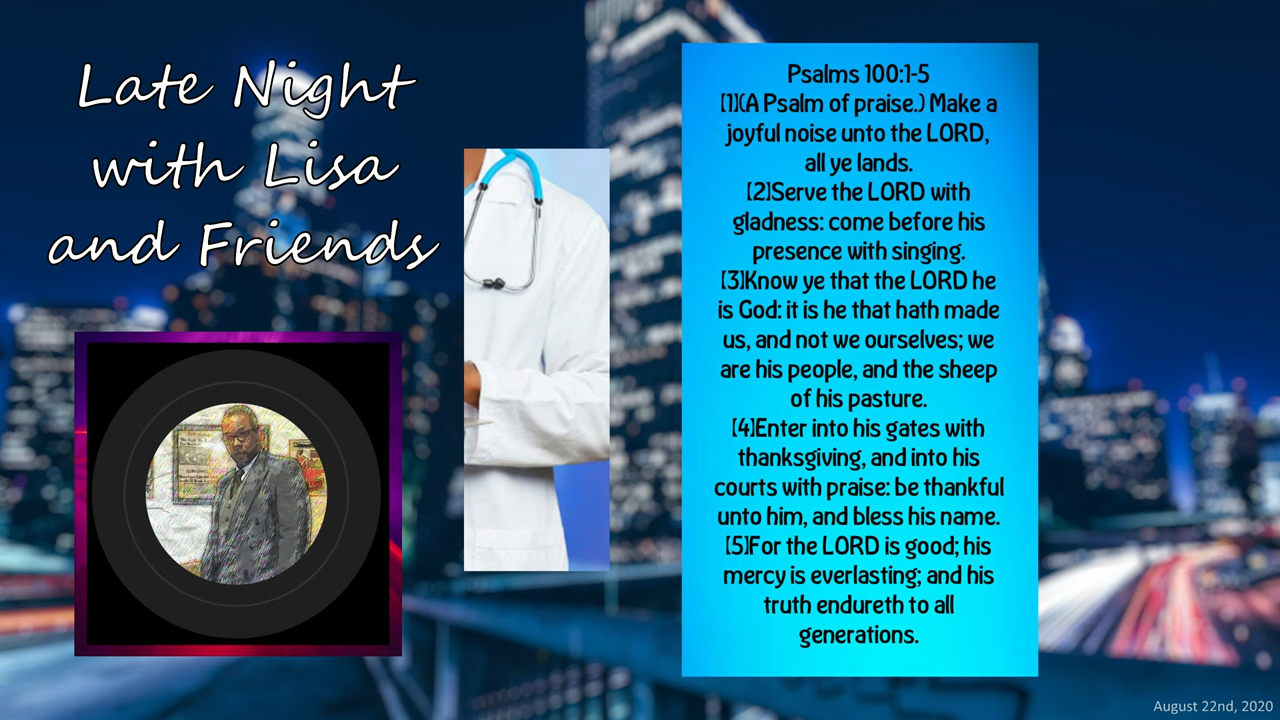 Late Night
with Lisa
and Friends
Psalms 100:1-5
[1](A Psalm of praise.) Make a
joyful noise unto the LORD,
all ye lands.
[2]Serve the LORD with
gladness: come before his
presence with singing.
[3]Know ye that the LORD he
is God: it is he that hath made
us, and not we ourselves; we
are his people, and the sheep
of his pasture.
[4]Enter into his gates with
thanksgiving, and into his
courts with praise: be thankful
unto him, and bless his name.
[5]For the LORD is good; his
mercy is everlasting; and his
truth endureth to all
generations.
August 22nd, 2020